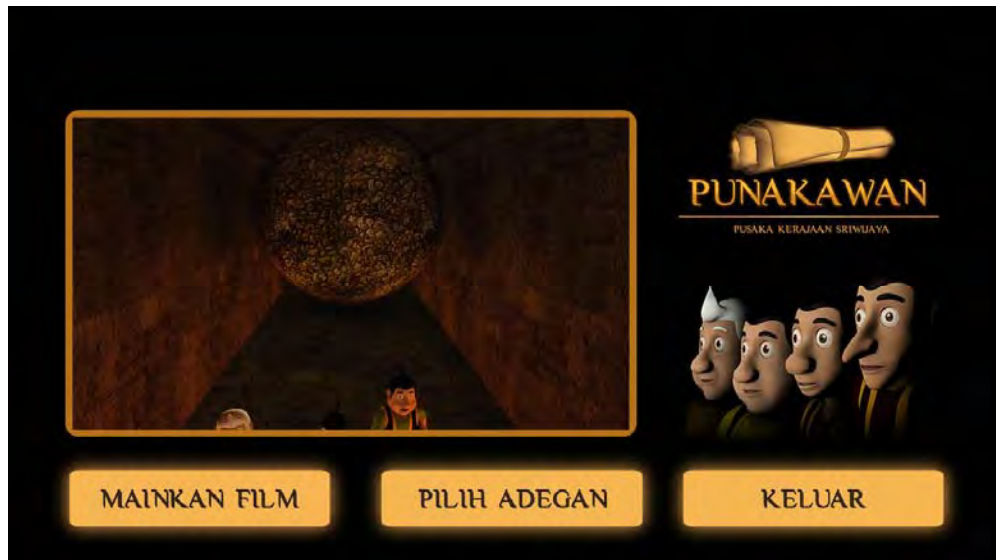 PUNAKAWAN
PUSAKA KERAJAAN SRIWIJAYA
MAINKAN FILM
PILIH ADEGAN
KELUAR